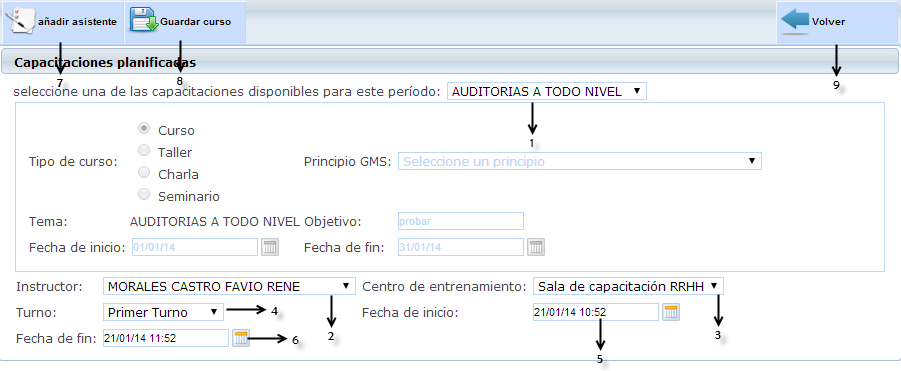 añadir asistente Guardar curso Volver
Capacitaciones planificadas
7 8 9
seleccione una de las capacitaciones disponibles para este período: AUDITORIAS A TODO NIVEL
1
Curso
Tipo de curso: Taller Principio GMS: Seleccione un principio
Charla
Seminario
Tema: AUDITORIAS A TODO NIVEL Objetivo: probar
Fecha de inicio: 01/01/14 Fecha de fin: 31/01/14
Instructor: MORALES CASTRO FAVIO RENE Centro de entrenamiento: Sala de capacitación RRHH
Turno: Primer Turno 4 Fecha de inicio: 21/01/14 10:52
2 3
Fecha de fin: 21/01/14 11:52 6
5